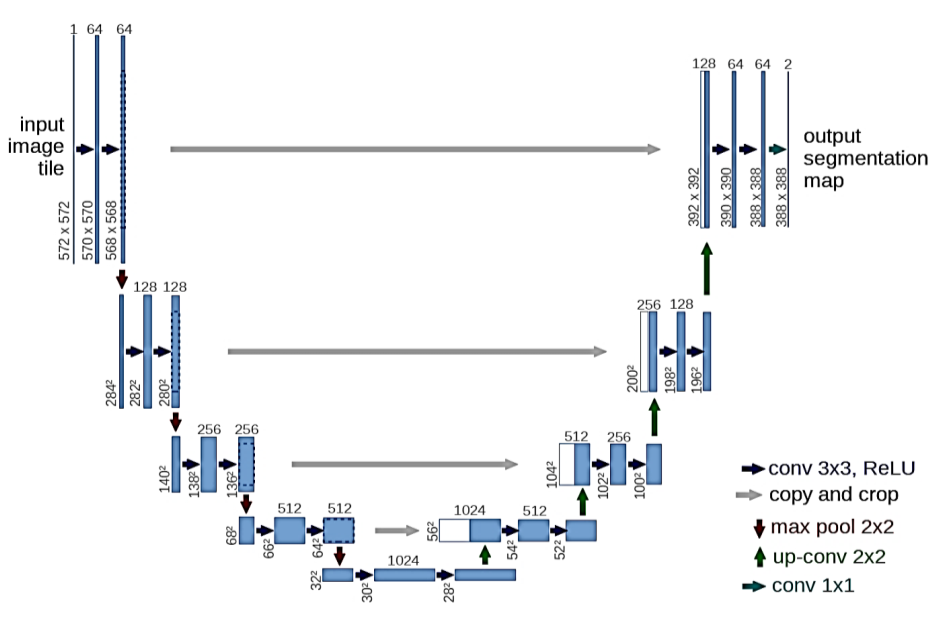 1 64 64
128 64 64 2
input
image
tile
output
segmentation
map
572 x 572
570 x 570
568 x 568
392 x 392
390 x 390
388 x 388
388 x 388
128 128
256 128
284²
282²
280²
200²
198²
196²
256 256
512 256
140²
138²
136²
104²
102²
100²
512 512
1024 512
68²
66²
64²
56²
54²
52²
1024
32²
30²
28²
conv 3x3, ReLU
copy and crop
max pool 2x2
up-conv 2x2
conv 1x1